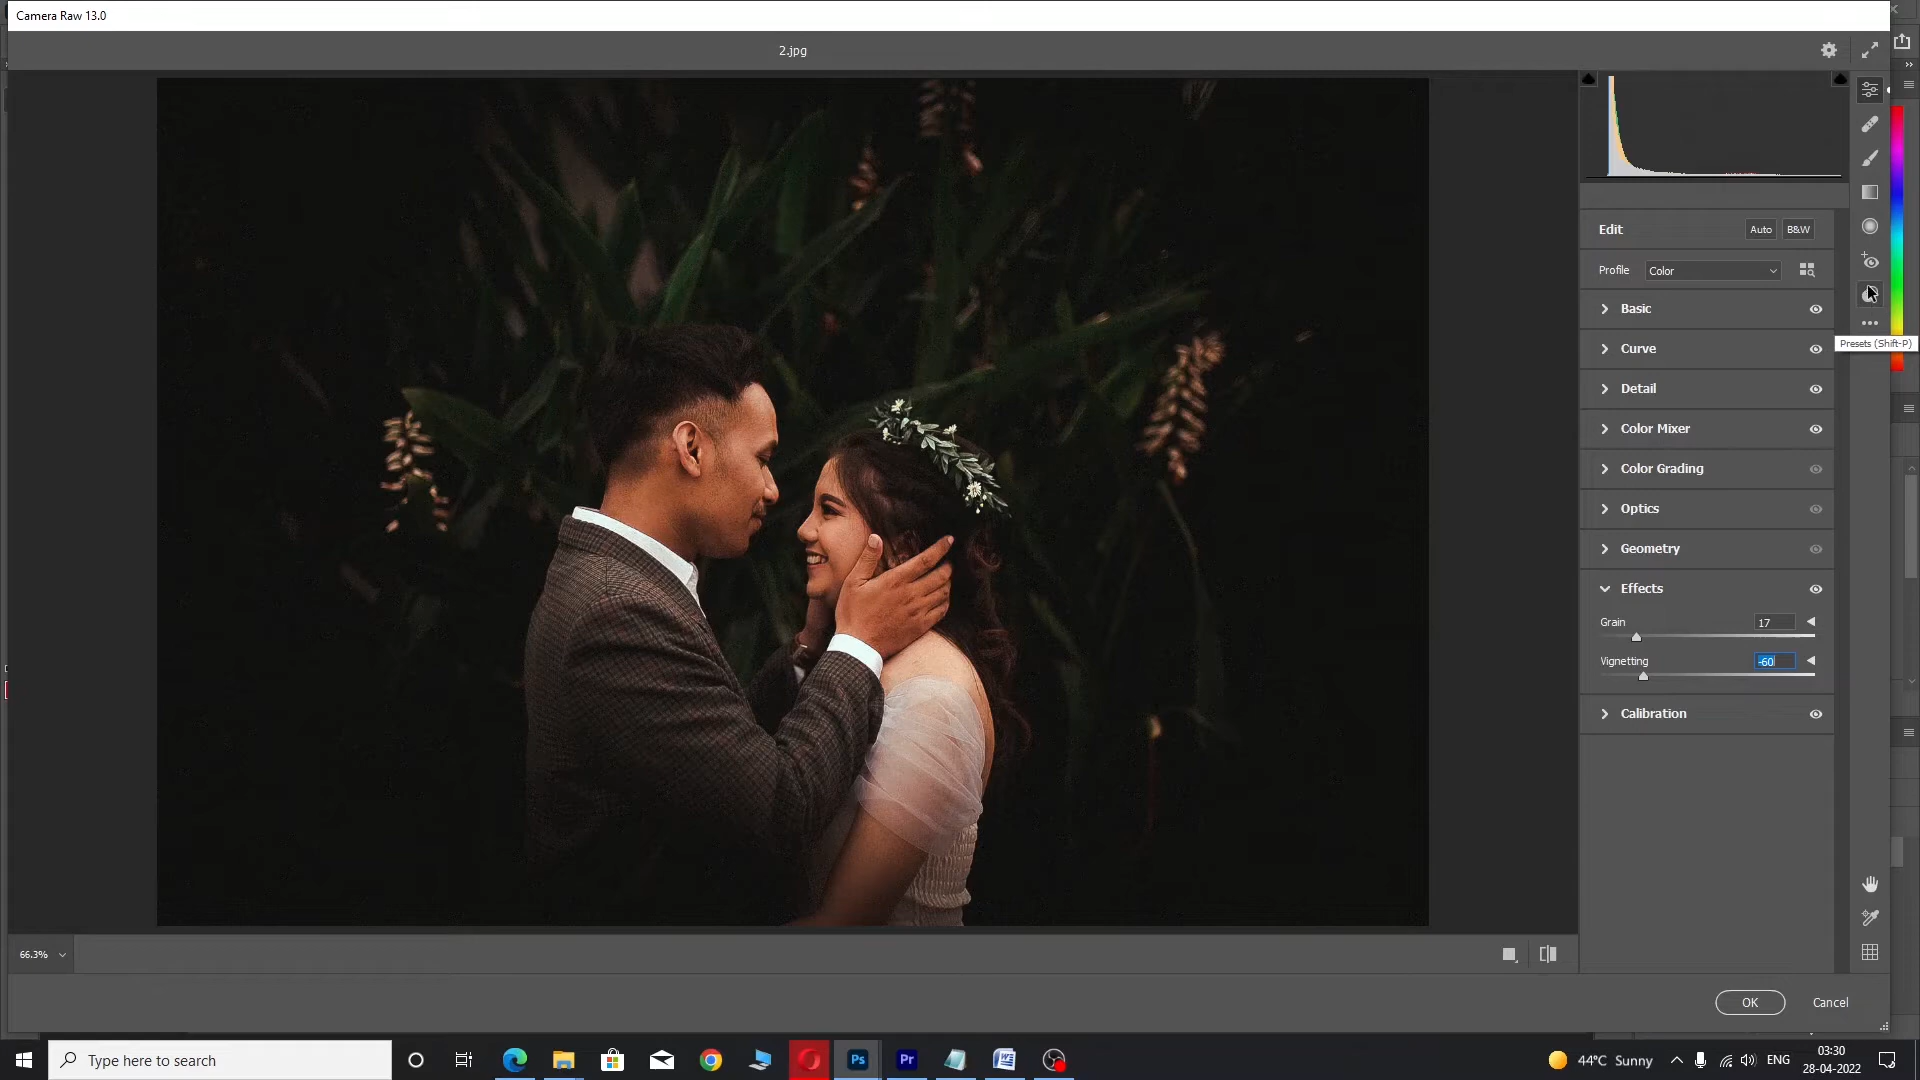 Camera Raw 13.0
2.jpg
Edit
Auto
B&W
Profile
Color
Basic
Presets (Shift-P)
Curve
Detail
Color Mixer
Color Grading
Optics
Geometry
Effects
Grain
17
Vignetting
-60
Calibration
66.3%
OK
Cancel
Type here to search
Ps
Pr
44°C Sunny
ENG
03:30
28-04-2022